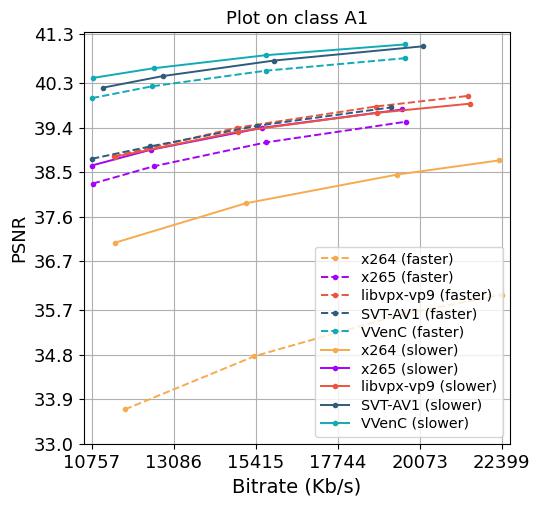 Plot on class A1
41.3
40.3
39.4
38.5
37.6
36.7
35.7
34.8
33.9
33.0
PSNR
x264 (faster)
x265 (faster)
libvpx-vp9 (faster)
SVT-AV1 (faster)
VVenC (faster)
x264 (slower)
x265 (slower)
libvpx-vp9 (slower)
SVT-AV1 (slower)
VVenC (slower)
10757 13086 15415 17744 20073 22399
Bitrate (Kb/s)